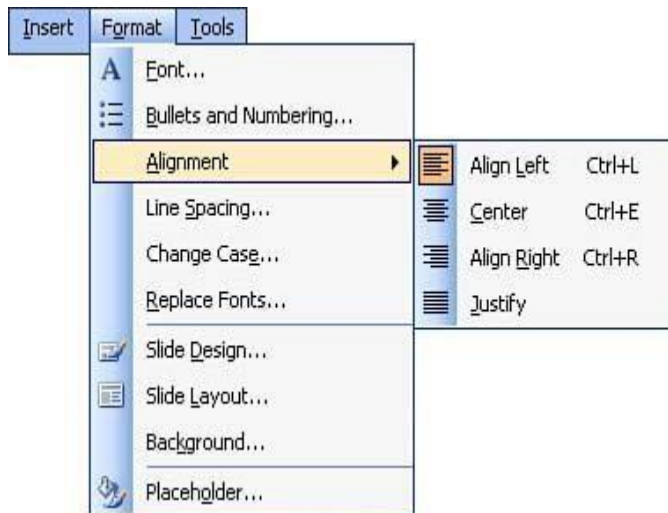 Insert Format Tools
Font...
Bullets and Numbering...
Alignment
Align Left Ctrl+L
Center Ctrl+E
Align Right Ctrl+R
Justify
Line Spacing...
Change Case...
Replace Fonts...
Slide Design...
Slide Layout...
Background...
Placeholder...